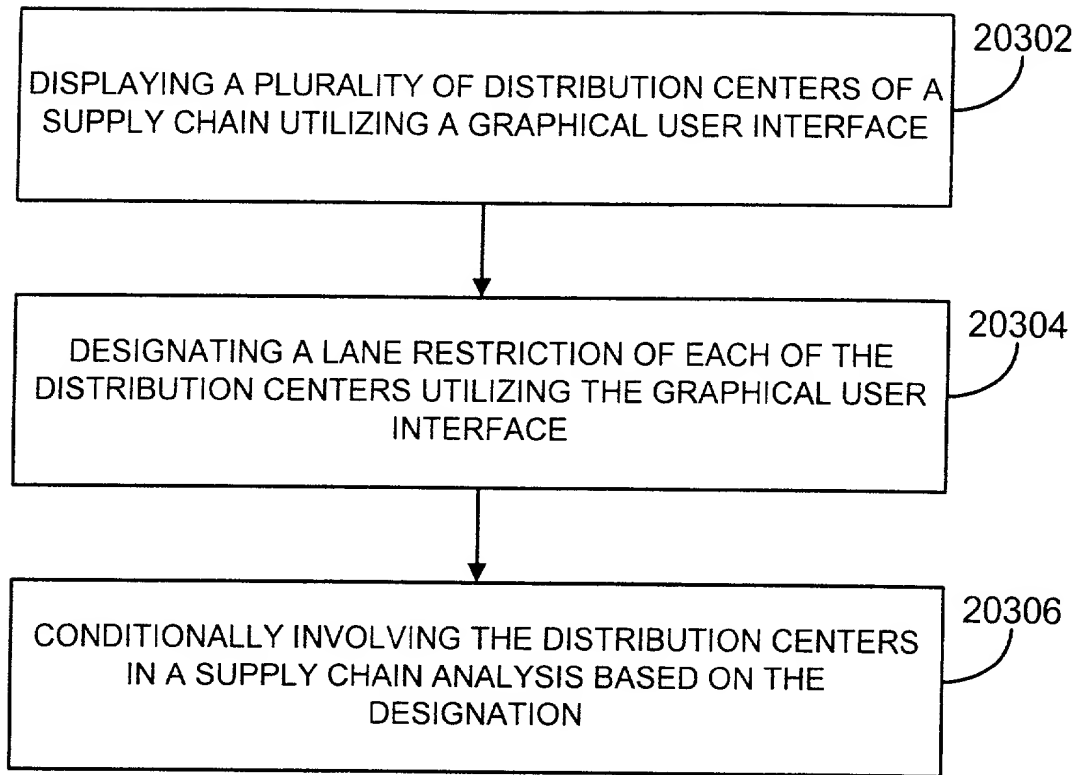 20302
DISPLAYING A PLURALITY OF DISTRIBUTION CENTERS OF A
SUPPLY CHAIN UTILIZING A GRAPHICAL USER INTERFACE
20304
DESIGNATING A LANE RESTRICTION OF EACH OF THE
DISTRIBUTION CENTERS UTILIZING THE GRAPHICAL USER
INTERFACE
20306
CONDITIONALLY INVOLVING THE DISTRIBUTION CENTERS
IN A SUPPLY CHAIN ANALYSIS BASED ON THE
DESIGNATION